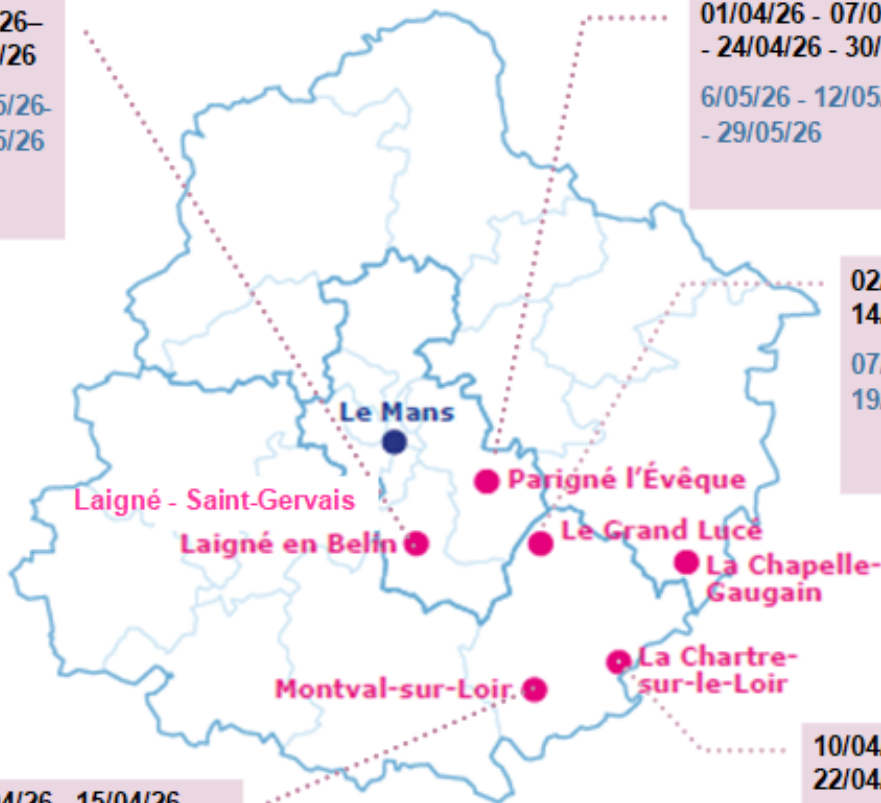 26–
/26
5/26-
5/26
01/04/26 - 07/0
- 24/04/26 - 30/
6/05/26 - 12/05/
- 29/05/26
02/
14/
07/
19/
Le Mans
Parigné l'Évêque
Laigné - Saint-Gervais
Laigné en Belin
Le Grand Lucé
La Chapelle-
Gaugain
La Chartre-
sur-le-Loir
Montval-sur-Loir
10/04/
22/04/
04/26 - 15/04/26